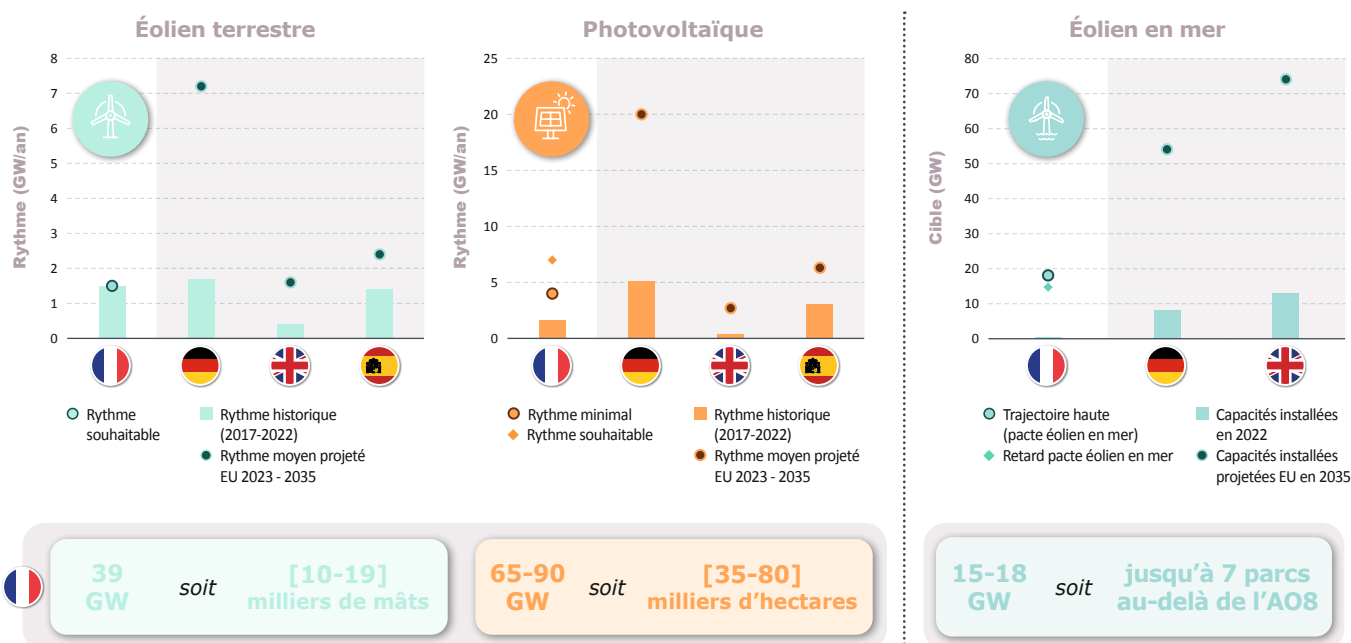 Éolien terrestre
Rythme (GW/an)
8
7
6
5
4
3
2
1
0
Rythme
souhaitable
Rythme historique
(2017-2022)
Rythme moyen projeté
EU 2023 - 2035
Photovoltaïque
Rythme (GW/an)
25
20
15
10
5
0
Rythme minimal
Rythme souhaitable
Rythme historique
(2017-2022)
Rythme moyen projeté
EU 2023 - 2035
Éolien en mer
Cible (GW)
80
70
60
50
40
30
20
10
0
Trajectoire haute
(pacte éolien en mer)
Retard pacte éolien en mer
Capacités installées
en 2022
Capacités installées
projetées EU en 2035
39
GW
soit
[10-19]
milliers de mâts
65-90
GW
soit
[35-80]
milliers d'hectares
15-18
GW
soit
jusqu'à 7 parcs
au-delà de l'AO8